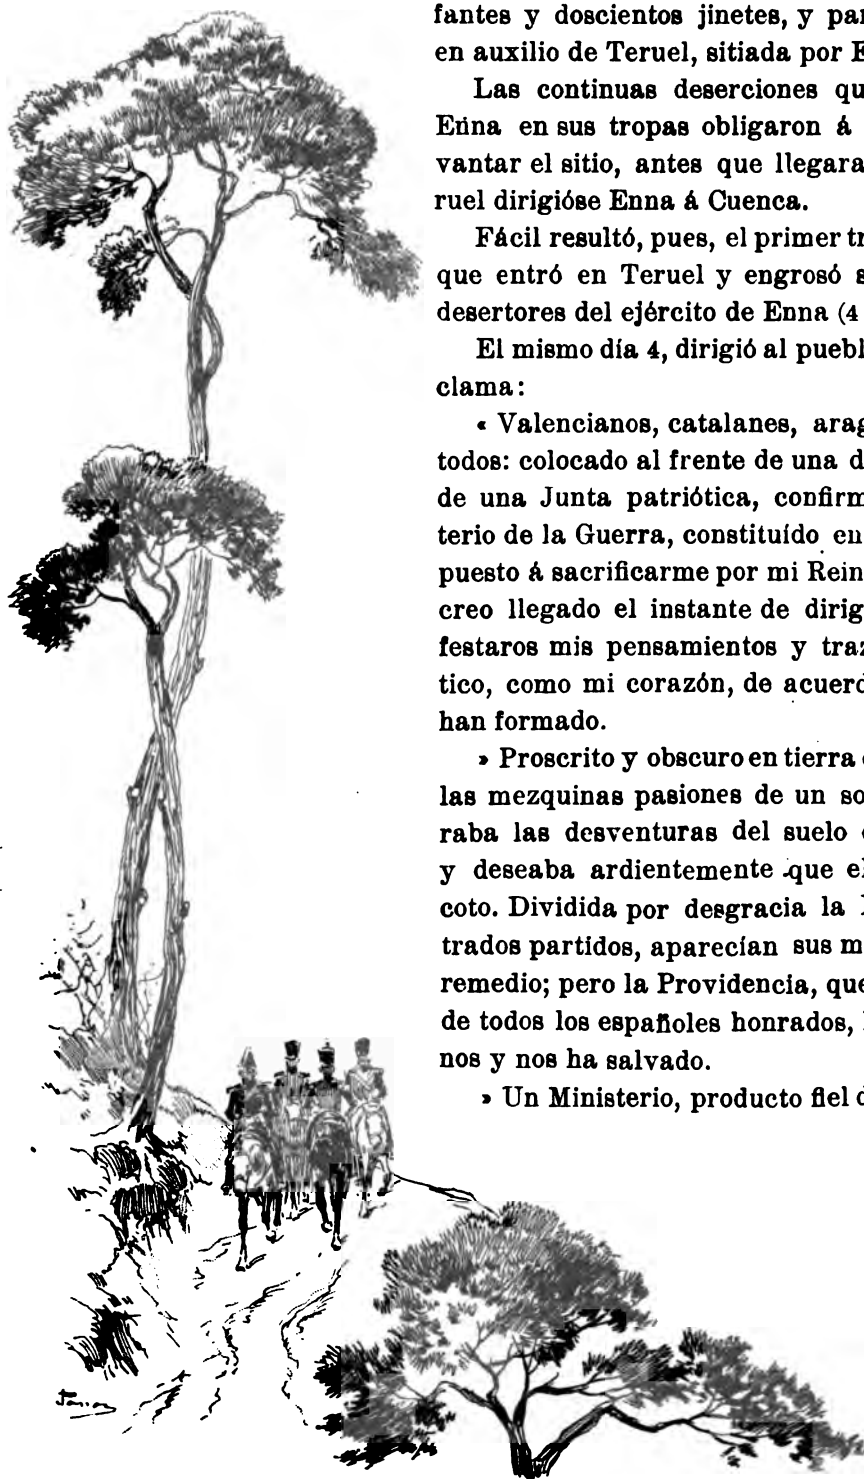 fantes y doscientos jinetes, y par
en auxilio de Teruel, sitiada por E
Las continuas deserciones qu
Enna en sus tropas obligaron á
vantar el sitio, antes que llegara
ruel dirigióse Enna á Cuenca.
Fácil resultó, pues, el primer tr
que entró en Teruel y engrosó s
desertores del ejército de Enna (4
El mismo día 4, dirigió al puebl
clama:
« Valencianos, catalanes, arag
todos: colocado al frente de una d
de una Junta patriótica, confirm
terio de la Guerra, constituído en
puesto á sacrificarme por mi Rein
creo llegado el instante de dirig
festaros mis pensamientos y traz
tico, como mi corazón, de acuerd
han formado.
» Proscrito y obscuro en tierra
las mezquinas pasiones de un so
raba las desventuras del suelo
y deseaba ardientemente que el
coto. Dividida por desgracia la
trados partidos, aparecían sus m
remedio; pero la Providencia, que
de todos los españoles honrados,
nos y nos ha salvado.
» Un Ministerio, producto fiel d